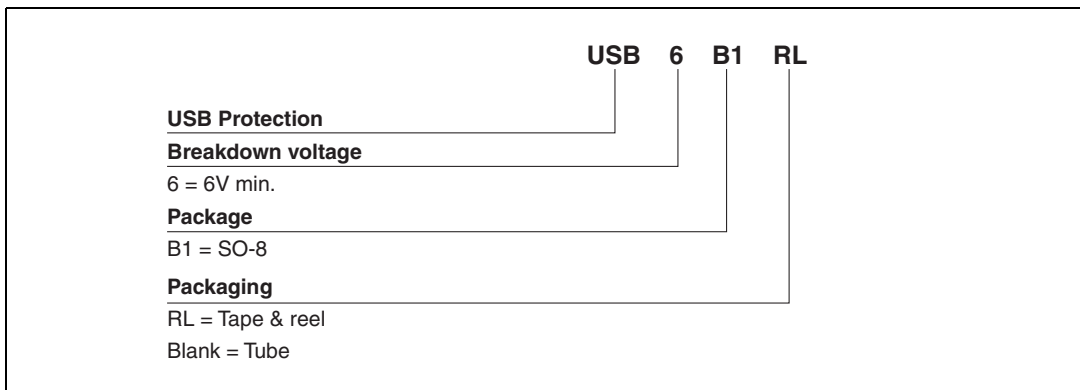 USB 6 B1 RL
USB Protection
Breakdown voltage
6 = 6V min.
Package
B1 = SO-8
Packaging
RL = Tape & reel
Blank = Tube